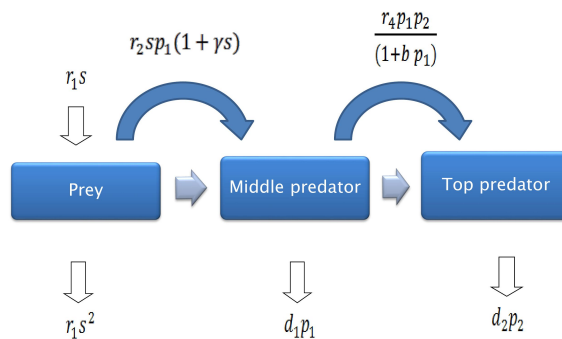 r₂sp₁(1 + γs)
r₄p₁p₂
(1+b p₁)
r₁s
Prey
Middle predator
Top predator
r₁s²
d₁p₁
d₂p₂